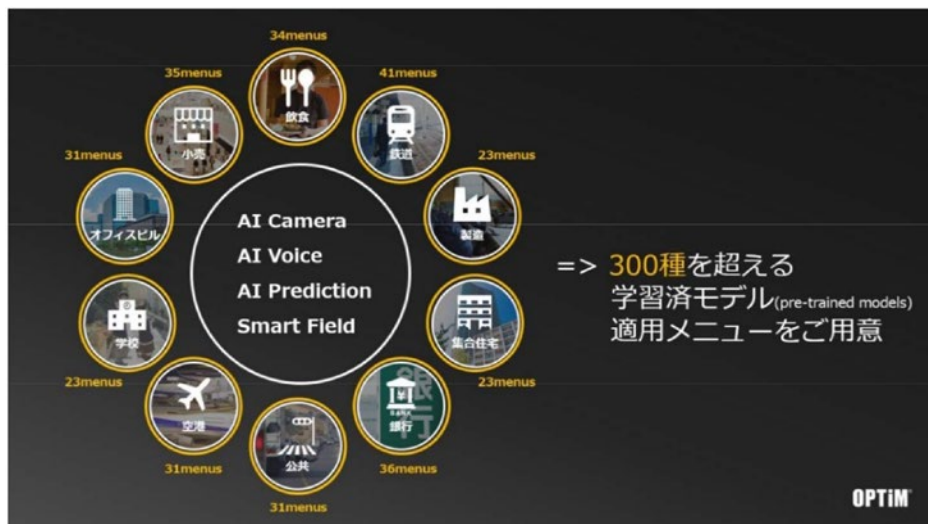 34menus
飲食
41menus
鉄道
23menus
製造
23menus
集合住宅
36menus
銀行
BANK
銀行
31menus
公共
31menus
空港
23menus
学校
31menus
オフィスビル
35menus
小売
AI Camera
AI Voice
AI Prediction
Smart Field
=> 300種を超える
学習済モデル(pre-trained models)
適用メニューをご用意
OPTiM